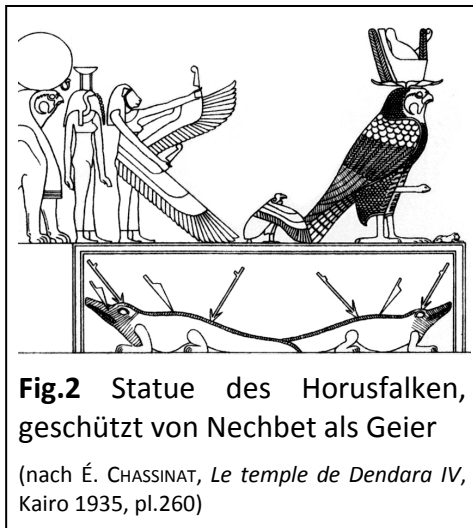 Fig.2 Statue des Horusfalken,
geschützt von Nechbet als Geier
(nach É. CHASSINAT, Le temple de Dendara IV,
Kairo 1935, pl.260)